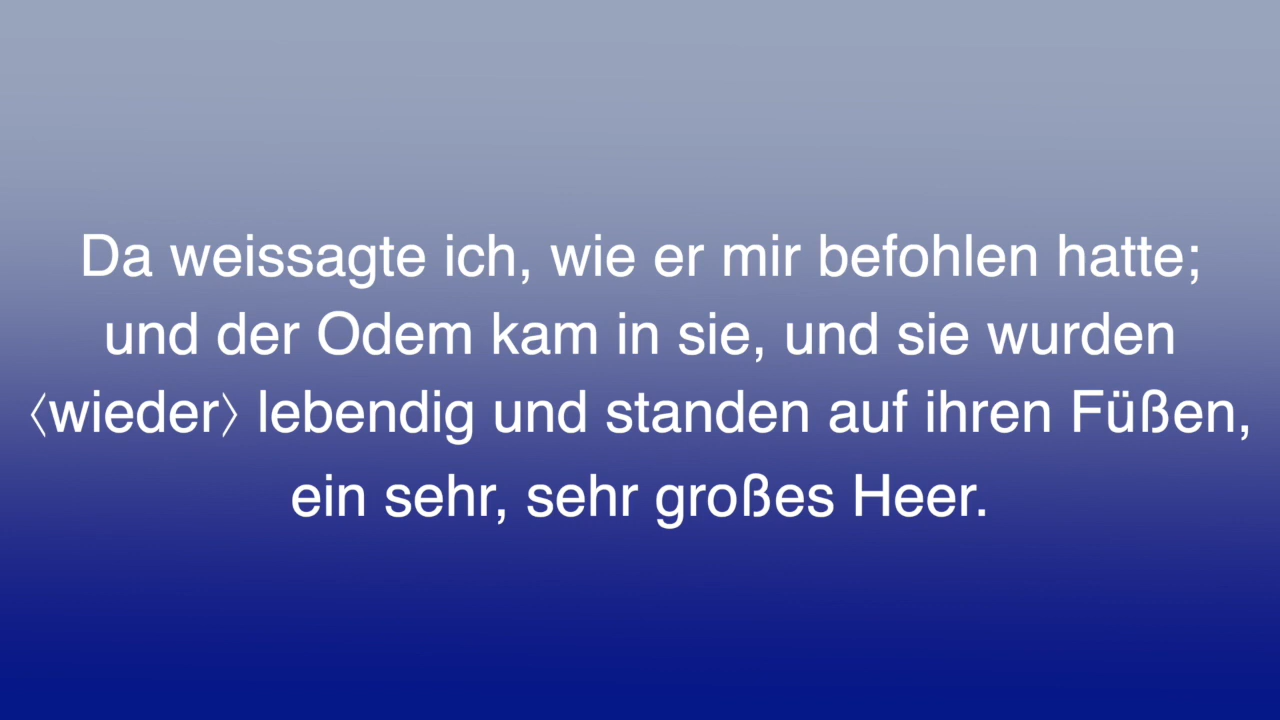 Da weissagte ich, wie er mir befohlen hatte;
und der Odem kam in sie, und sie wurden
〈wieder〉 lebendig und standen auf ihren Füßen,
ein sehr, sehr großes Heer.